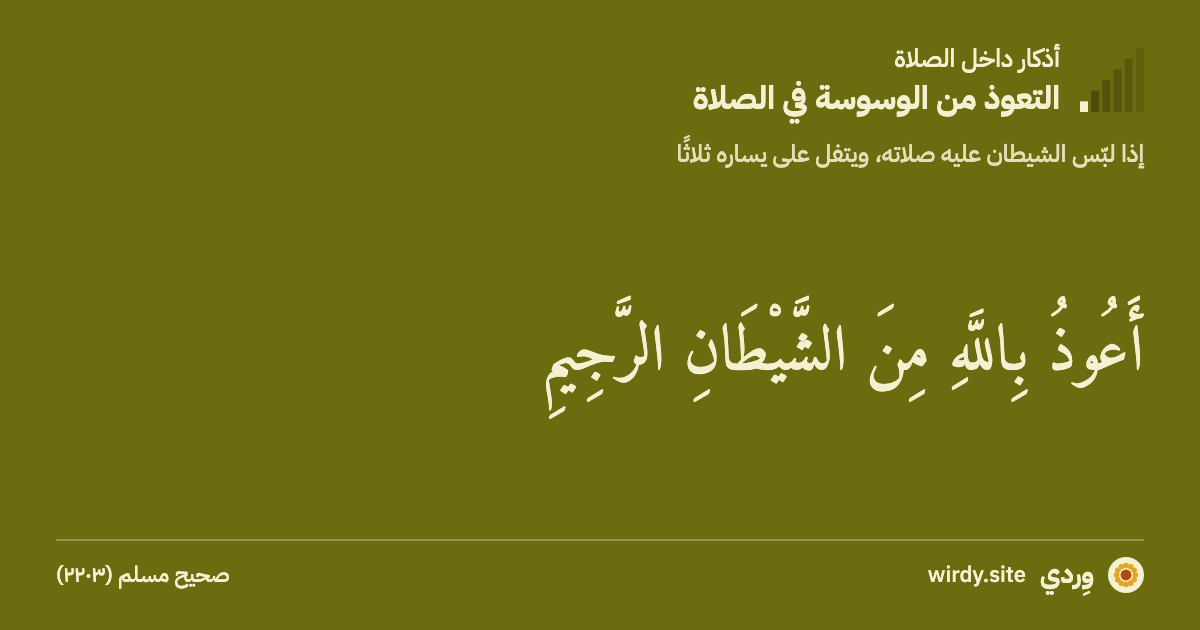 أذكار داخل الصلاة
التعوذ من الوسوسة في الصلاة
إذا لبّس الشيطان عليه صلاته، ويتفل على يساره ثلاثًا
أَعُوذُ بِاللَّهِ مِنَ الشَّيْطَانِ الرَّجِيمِ
وِردي wirdy.site
صحيح مسلم (٢٢٠٣)